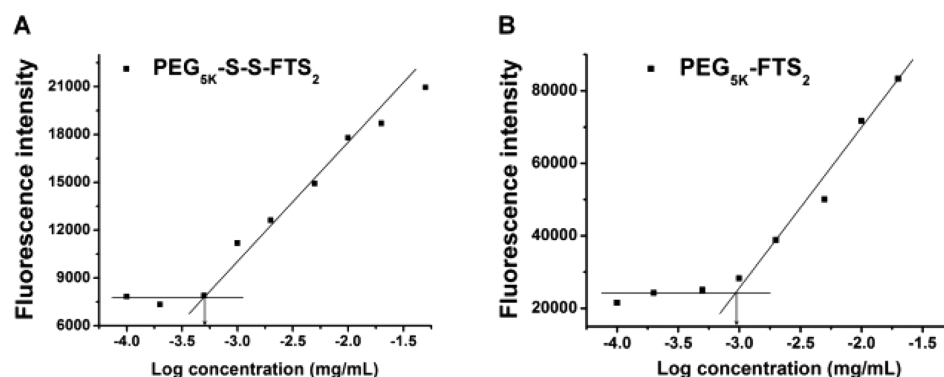 A
PEG5K-S-S-FTS2
Fluorescence intensity
21000
18000
15000
12000
9000
6000
-4.0 -3.5 -3.0 -2.5 -2.0 -1.5
Log concentration (mg/mL)
B
PEG5K-FTS2
Fluorescence intensity
80000
60000
40000
20000
-4.0 -3.5 -3.0 -2.5 -2.0 -1.5
Log concentration (mg/mL)